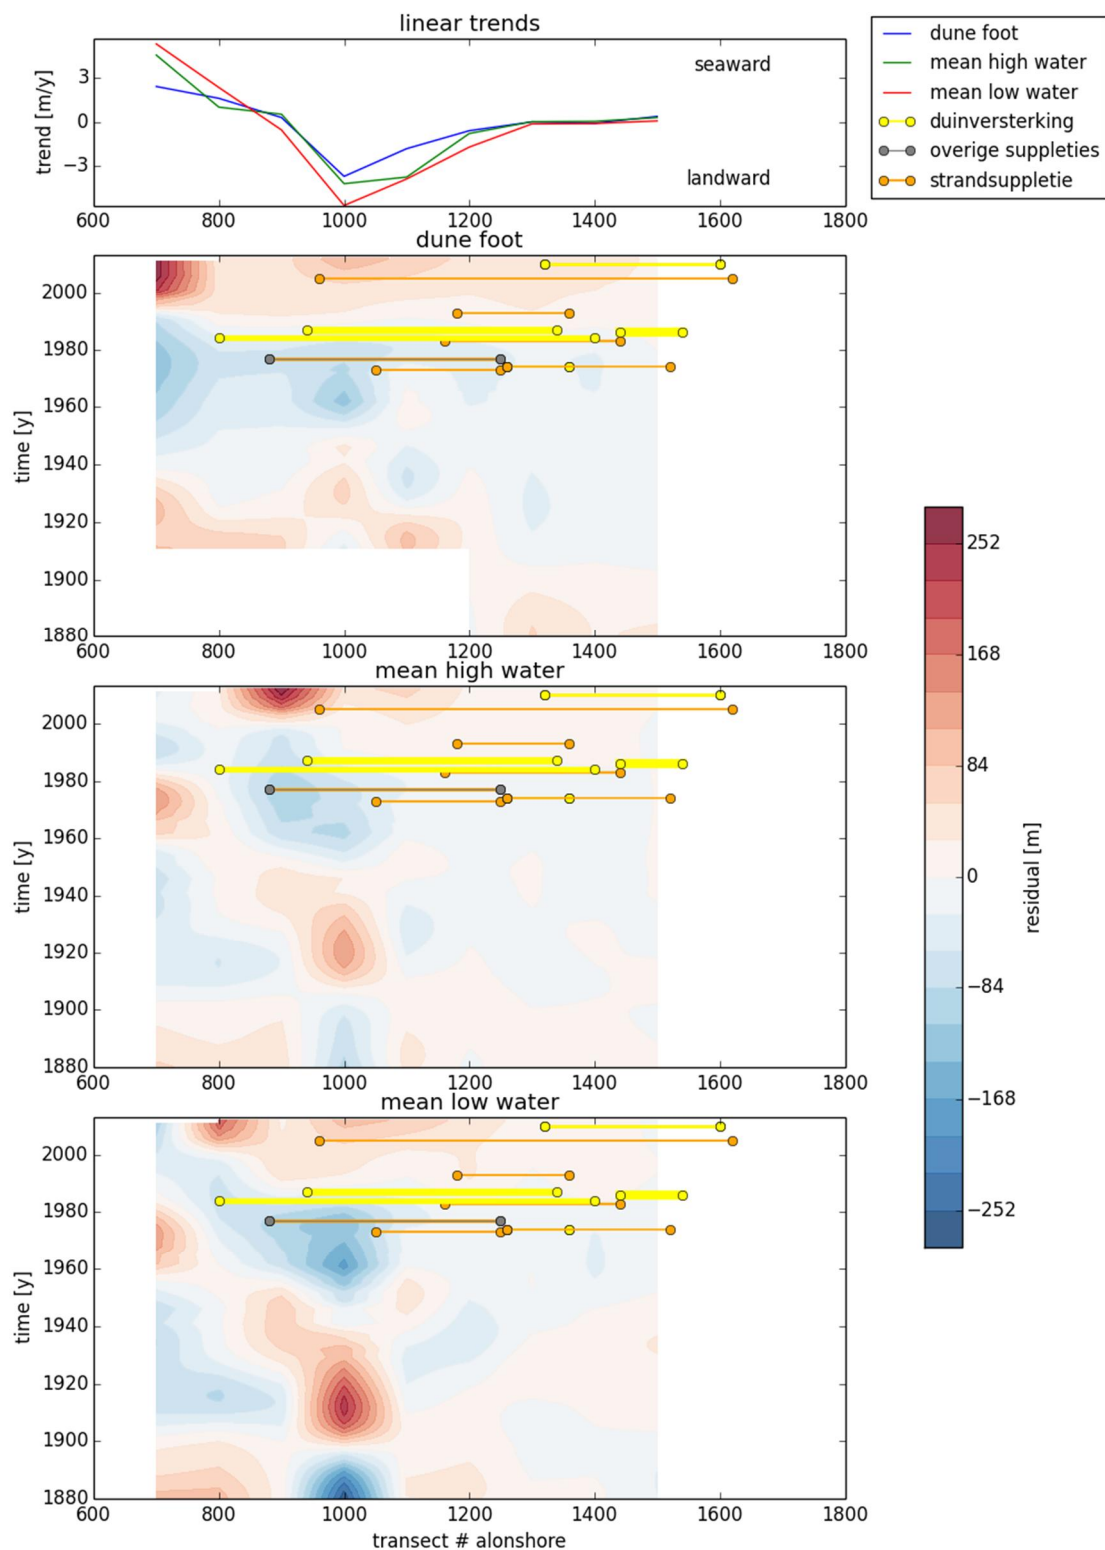 linear trends
trend [m/y]
3
0
−3
seaward
landward
600 800 1000 1200 1400 1600 1800
dune foot
mean high water
mean low water
duinversterking
overige suppleties
strandsuppletie
dune foot
time [y]
2000
1980
1960
1940
1920
1900
1880
600 800 1000 1200 1400 1600 1800
mean high water
time [y]
2000
1980
1960
1940
1920
1900
1880
600 800 1000 1200 1400 1600 1800
mean low water
time [y]
2000
1980
1960
1940
1920
1900
1880
600 800 1000 1200 1400 1600 1800
transect # alonshore
252
168
84
0
−84
−168
−252
residual [m]